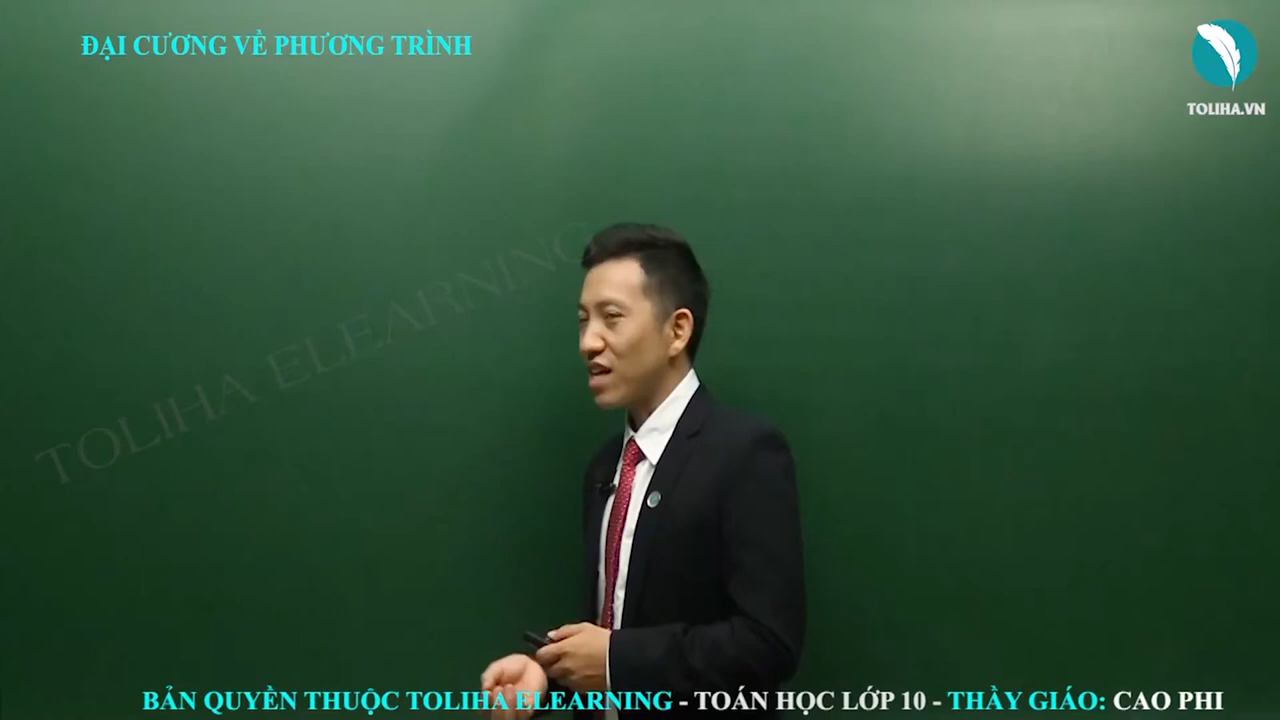 ĐẠI CƯƠNG VỀ PHƯƠNG TRÌNH
TOLIHA.VN
TOLIHA ELEARNING
BẢN QUYỀN THUỘC TOLIHA ELEARNING - TOÁN HỌC LỚP 10 - THẦY GIÁO: CAO PHI